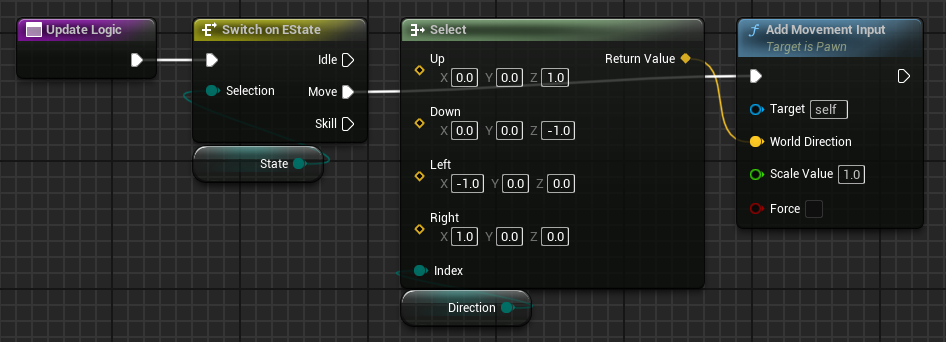 Update Logic
Switch on EState
Idle
Selection
Move
Skill
State
Select
Up
Return Value
X 0.0 Y 0.0 Z 1.0
Down
X 0.0 Y 0.0 Z -1.0
Left
X -1.0 Y 0.0 Z 0.0
Right
X 1.0 Y 0.0 Z 0.0
Index
Direction
f Add Movement Input
Target is Pawn
Target self
World Direction
Scale Value 1.0
Force